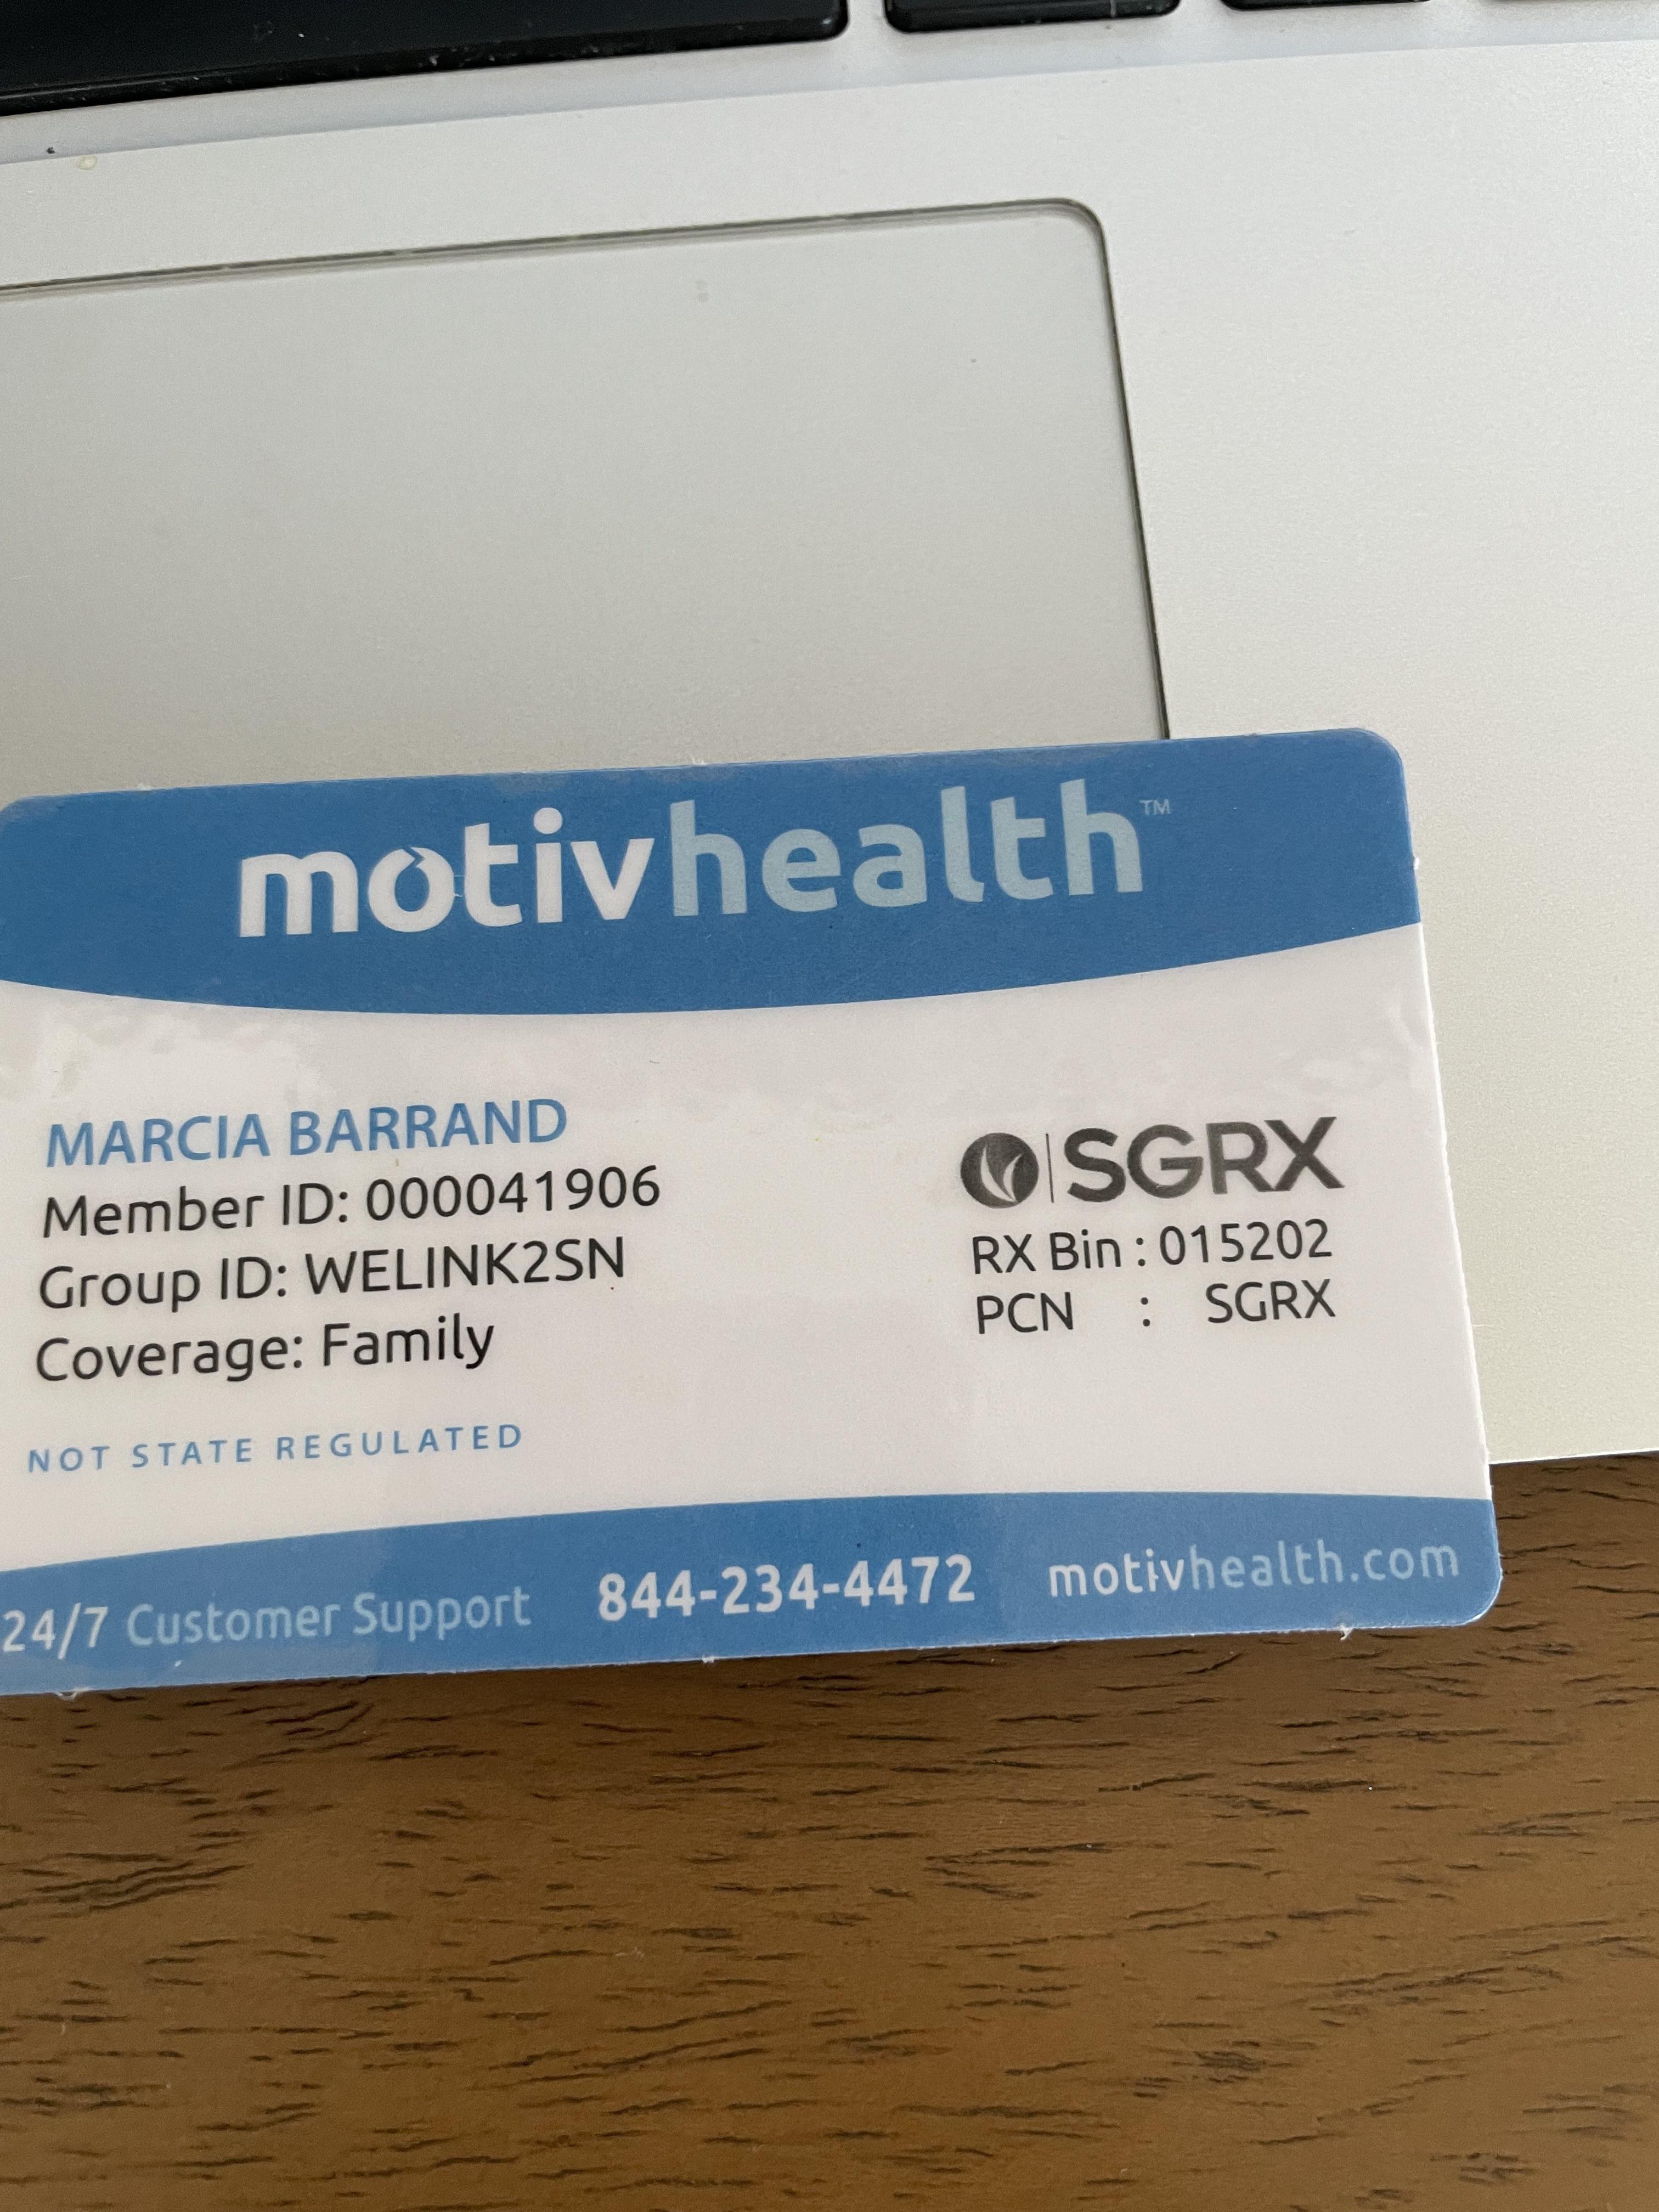 motivhealth™
MARCIA BARRAND
Member ID: 000041906
Group ID: WELINK2SN
Coverage: Family
NOT STATE REGULATED
SGRX
RX Bin : 015202
PCN : SGRX
24/7 Customer Support 844-234-4472 motivhealth.com